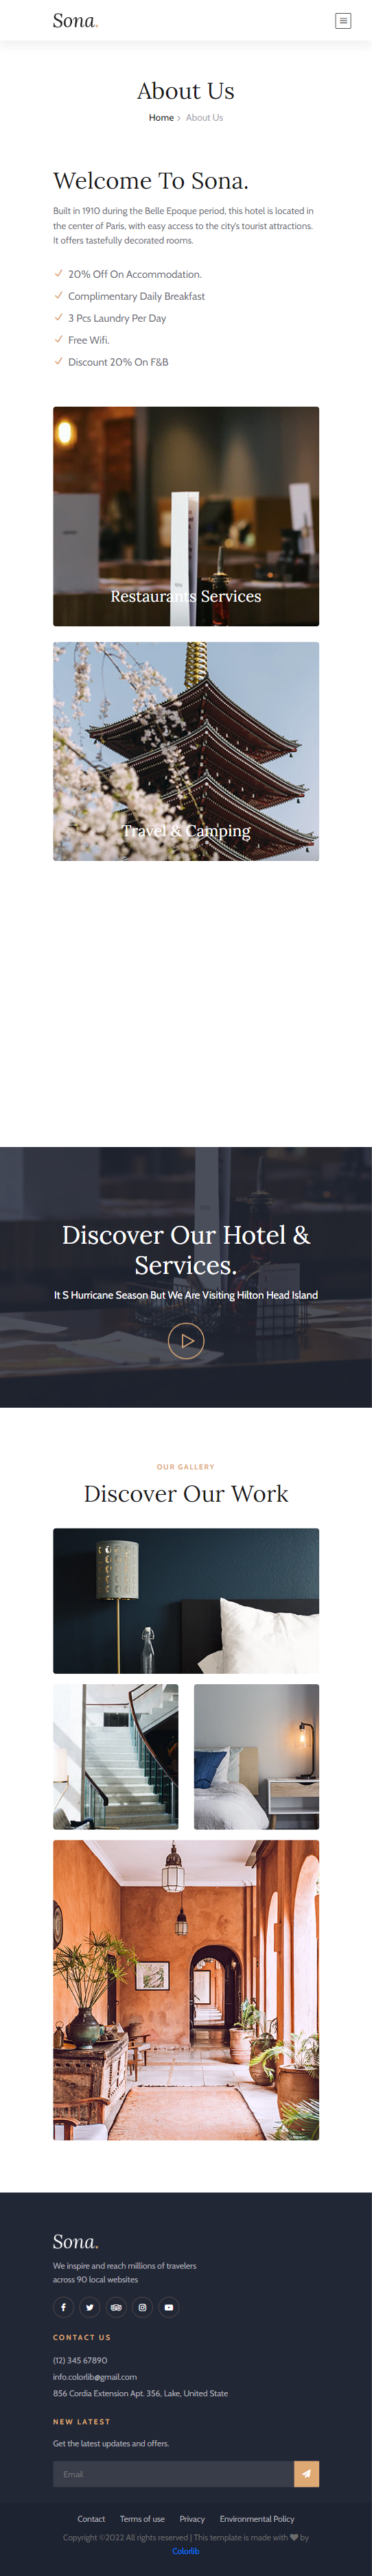 Sona.
About Us
Home > About Us
Welcome To Sona.
Built in 1910 during the Belle Epoque period, this hotel is located in
the center of Paris, with easy access to the city's tourist attractions.
It offers tastefully decorated rooms.
20% Off On Accommodation.
Complimentary Daily Breakfast
3 Pcs Laundry Per Day
Free Wifi.
Discount 20% On F&B
Restaurants Services
Travel & Camping
Discover Our Hotel &
Services.
It S Hurricane Season But We Are Visiting Hilton Head Island
OUR GALLERY
Discover Our Work
Sona.
We inspire and reach millions of travelers
across 90 local websites
CONTACT US
(12) 345 67890
info.colorlib@gmail.com
856 Cordia Extension Apt. 356, Lake, United State
NEW LATEST
Get the latest updates and offers.
Email
Contact Terms of use Privacy Environmental Policy
Copyright ©2022 All rights reserved | This template is made with ♥ by
Colorlib